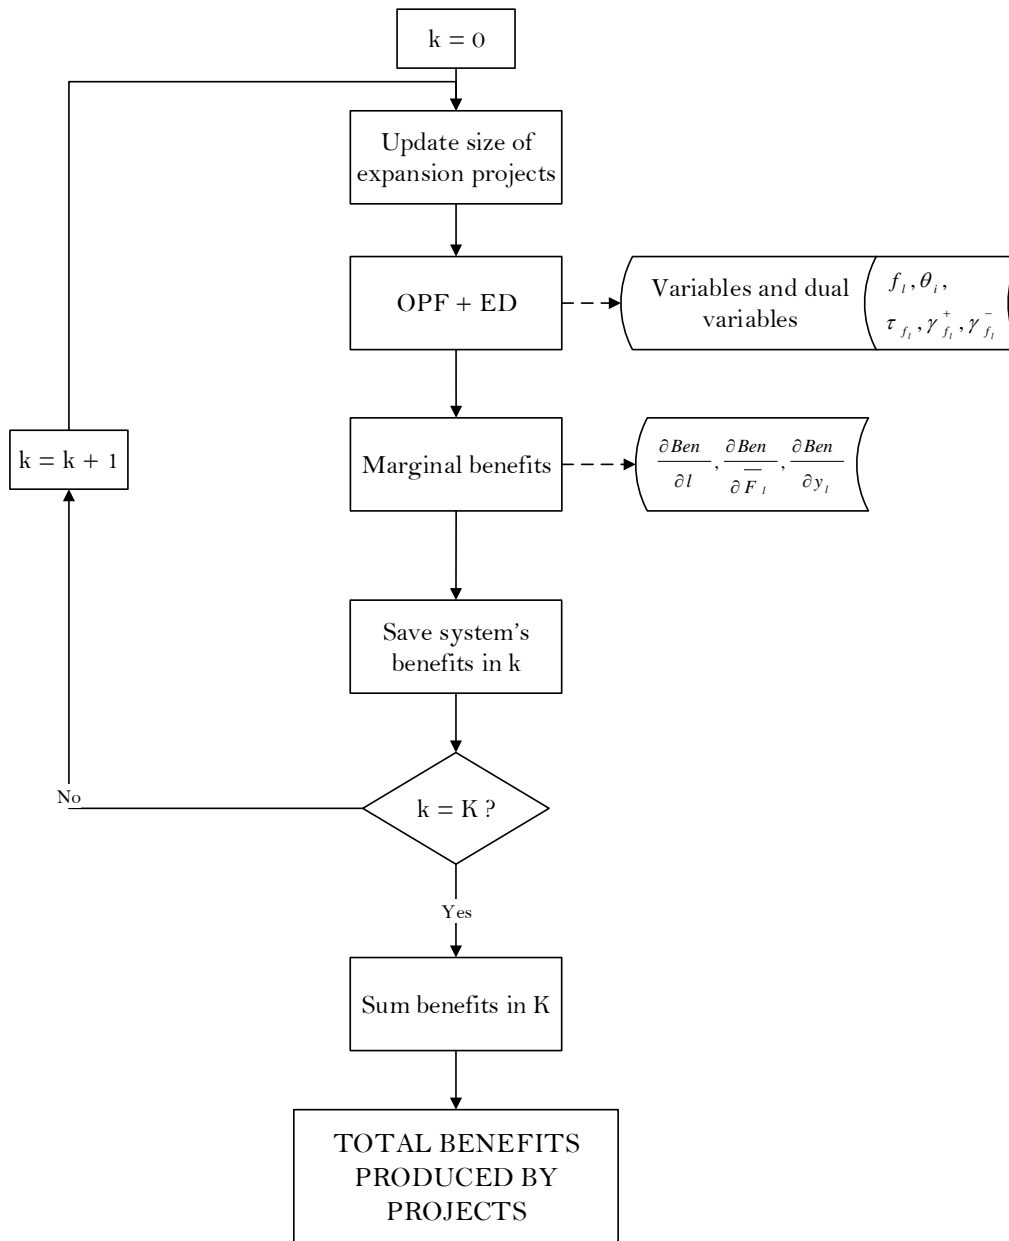 k = 0
Update size of
expansion projects
OPF + ED
Variables and dual
variables
f_l, θ_i,
τ_{f_l}, γ^+_{f_l}, γ^-_{f_l}
k = k + 1
Marginal benefits
∂Ben/∂l, ∂Ben/∂F̅_l, ∂Ben/∂y_l
Save system's
benefits in k
k = K ?
No
Yes
Sum benefits in K
TOTAL BENEFITS
PRODUCED BY
PROJECTS